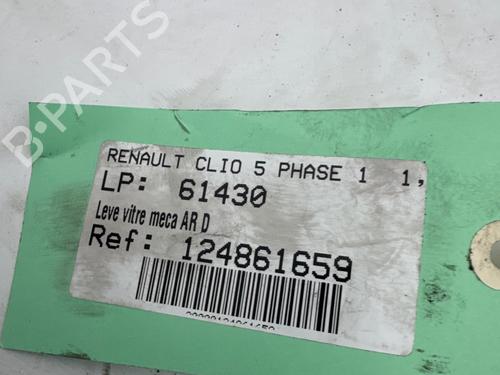 B-PARTS
RENAULT CLIO 5 PHASE 1 1,
LP: 61430
Leve vitre meca AR D
Ref: 124861659